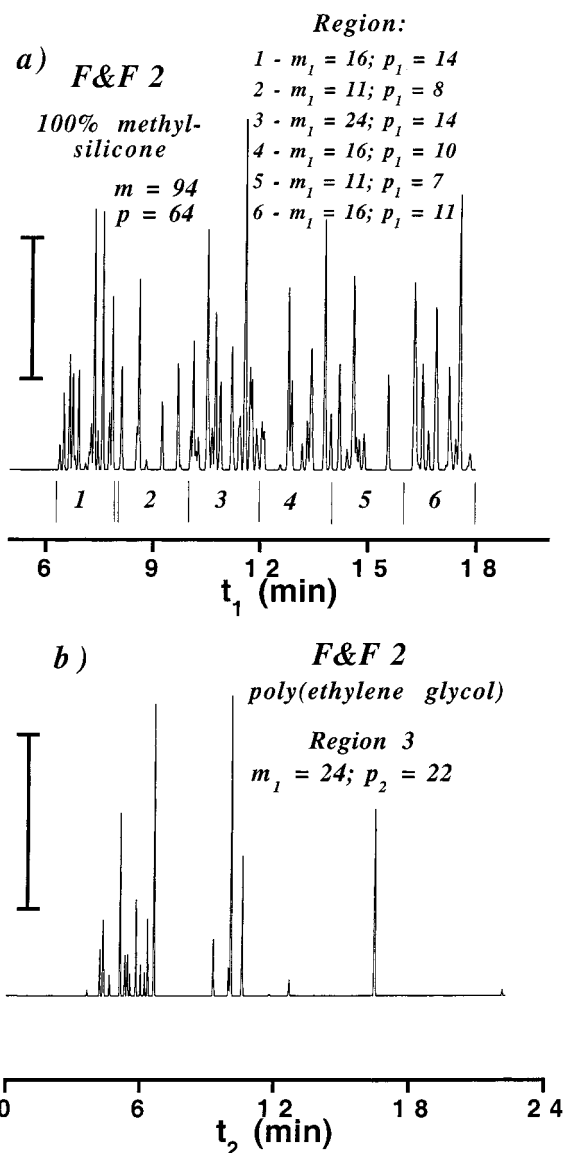 Region:
a)
F&F 2
1 - m1 = 16; p1 = 14
2 - m1 = 11; p1 = 8
100% methyl-
silicone
3 - m1 = 24; p1 = 14
4 - m1 = 16; p1 = 10
m = 94
5 - m1 = 11; p1 = 7
p = 64
6 - m1 = 16; p1 = 11
1 2 3 4 5 6
6 9 12 15 18
t1 (min)
b)
F&F 2
poly(ethylene glycol)
Region 3
m1 = 24; p2 = 22
0 6 12 18 24
t2 (min)